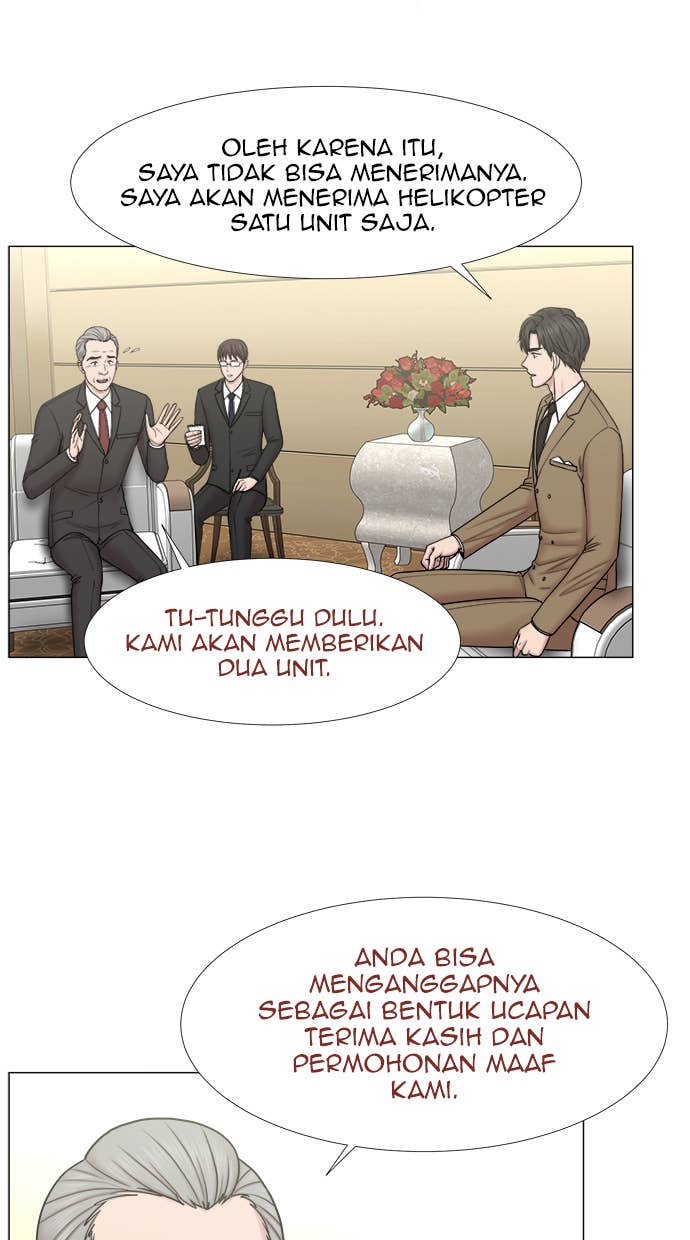 OLEH KARENA ITU,
SAYA TIDAK BISA MENERIMANYA.
SAYA AKAN MENERIMA HELIKOPTER
SATU UNIT SAJA.
TU-TUNGGU DULU.
KAMI AKAN MEMBERIKAN
DUA UNIT.
ANDA BISA
MENGANGGAPNYA
SEBAGAI BENTUK UCAPAN
TERIMA KASIH DAN
PERMOHONAN MAAF
KAMI.